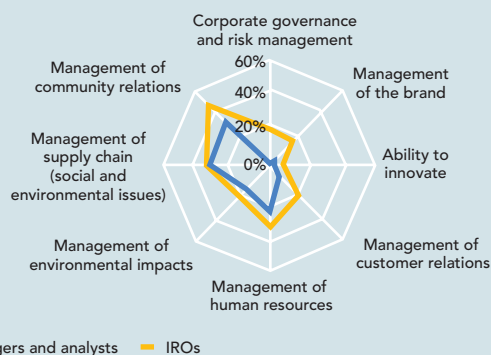 Corporate governance
and risk management
60%
40%
20%
0%
Management
of the brand
Ability to
innovate
Management of
customer relations
Management of
human resources
Management of
environmental impacts
Management of
supply chain
(social and
environmental issues)
Management of
community relations
and analysts
IROs